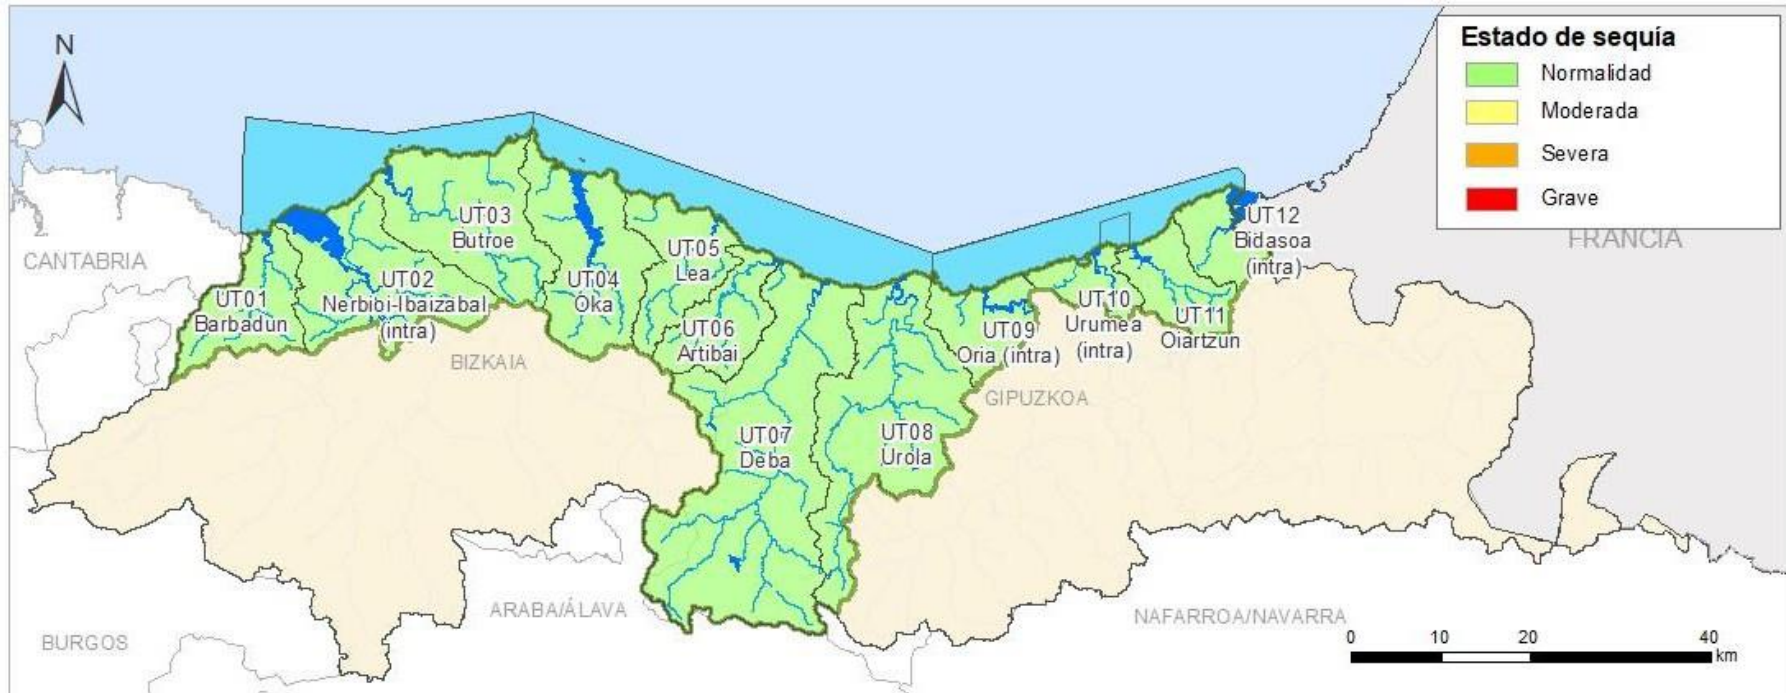 N
Estado de sequía
Normalidad
Moderada
Severa
Grave
FRANCIA
CANTABRIA
UT01
Barbadun
UT02
Nerbioi-Ibaizabal
(intra)
UT03
Butroe
UT04
Oka
UT05
Lea
UT06
Artibai
UT07
Deba
UT08
Urola
UT09
Oria (intra)
UT10
Urumea
(intra)
UT11
Oiartzun
UT12
Bidasoa
(intra)
BIZKAIA
GIPUZKOA
ARABA/ÁLAVA
BURGOS
NAFARROA/NAVARRA
0 10 20 40
km